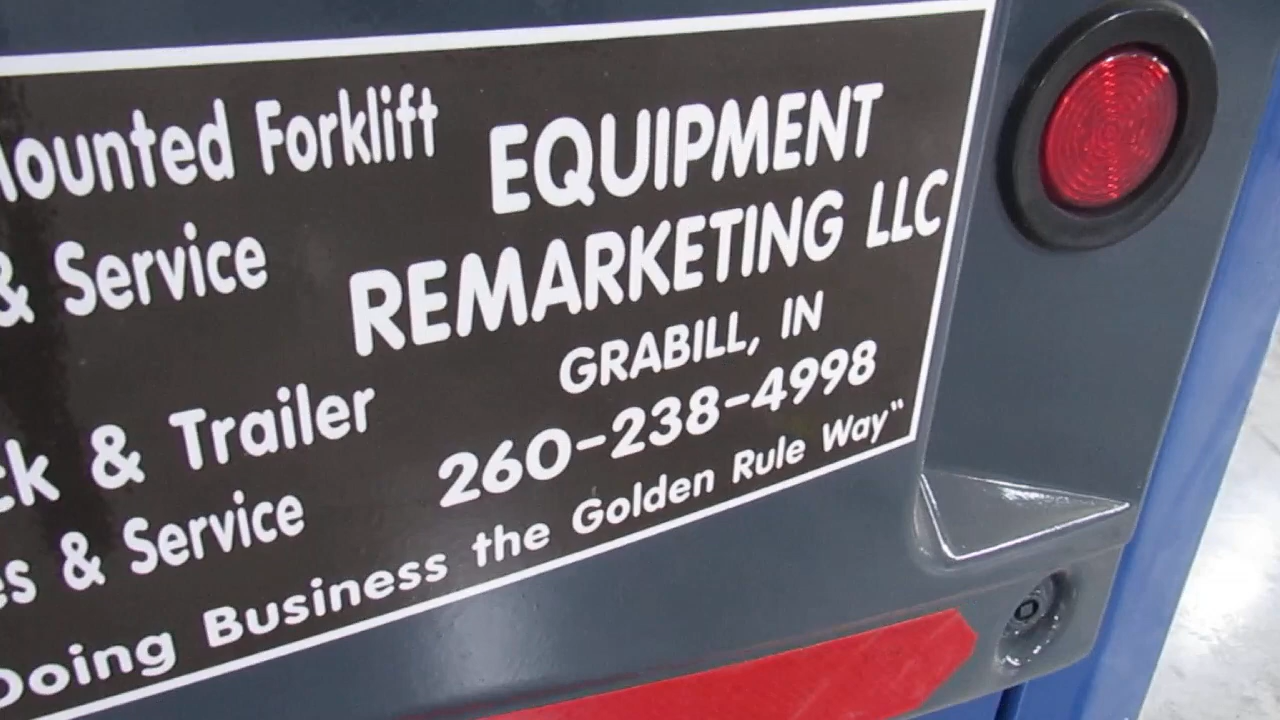 ounted Forklift
& Service
EQUIPMENT
REMARKETING LLC
GRABILL, IN
260-238-4998
ck & Trailer
es & Service
Doing Business the Golden Rule Way"